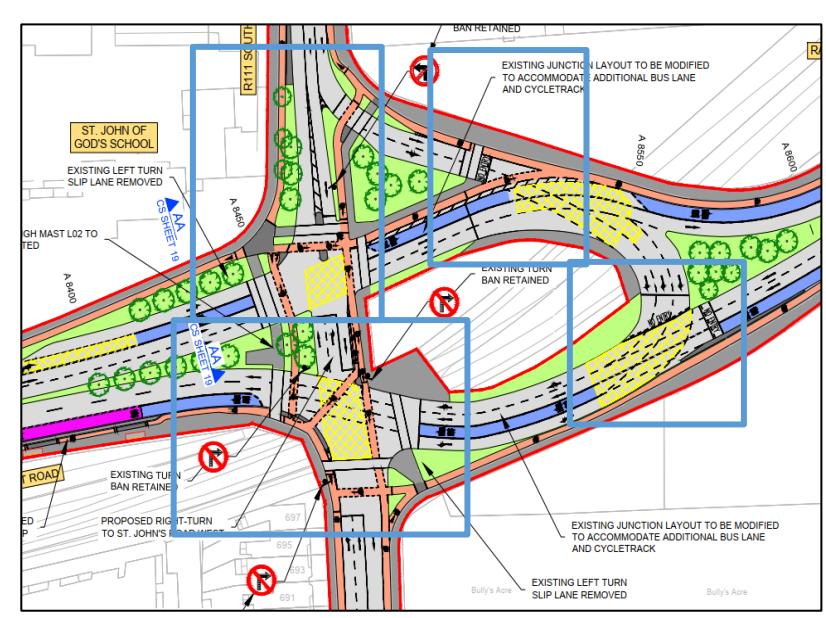 BAN RETAINED
R111 SOUTH
EXISTING JUNCTION LAYOUT TO BE MODIFIED
TO ACCOMMODATE ADDITIONAL BUS LANE
AND CYCLETRACK
RA
ST. JOHN OF
GOD'S SCHOOL
A 8550
A 8600
EXISTING LEFT TURN
SLIP LANE REMOVED
A 8450
AA
CS SHEET 19
GH MAST L02 TO
TED
A 8400
EXISTING TURN
BAN RETAINED
AA
CS SHEET 19
T ROAD
EXISTING TURN
BAN RETAINED
ED
P
PROPOSED RIGHT-TURN
TO ST. JOHN'S ROAD WEST
697
695
693
691
EXISTING JUNCTION LAYOUT TO BE MODIFIED
TO ACCOMMODATE ADDITIONAL BUS LANE
AND CYCLETRACK
EXISTING LEFT TURN
SLIP LANE REMOVED
Bully's Acre
Bully's Acre